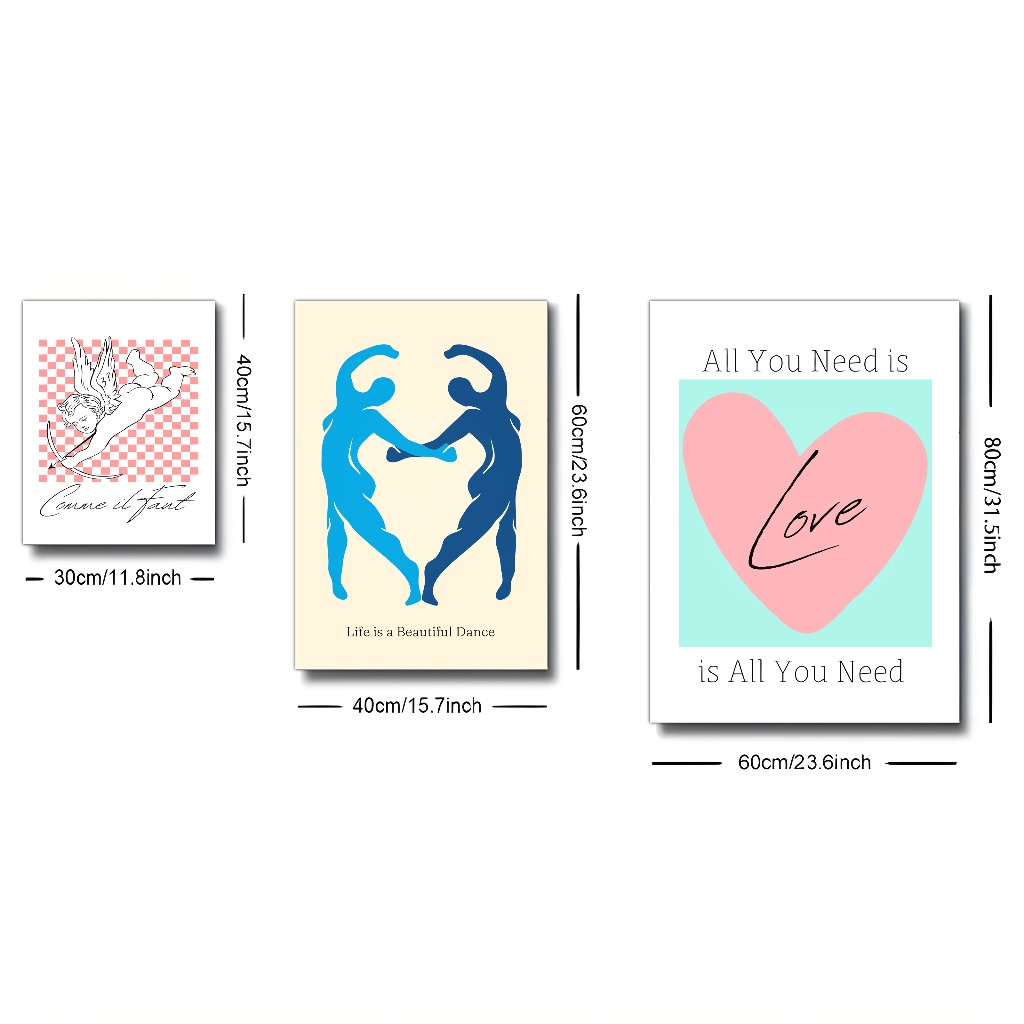 Comme il Faut
40cm/15.7inch
30cm/11.8inch
Life is a Beautiful Dance
60cm/23.6inch
40cm/15.7inch
All You Need is
Love
is All You Need
80cm/31.5inch
60cm/23.6inch